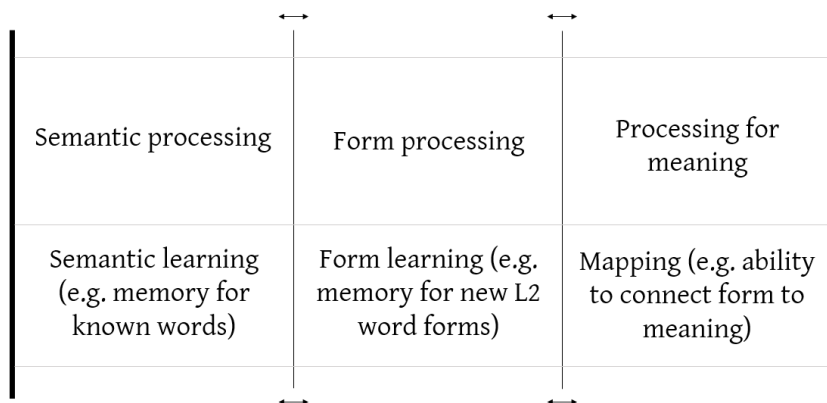 Semantic processing
Form processing
Processing for
meaning
Semantic learning
(e.g. memory for
known words)
Form learning (e.g.
memory for new L2
word forms)
Mapping (e.g. ability
to connect form to
meaning)